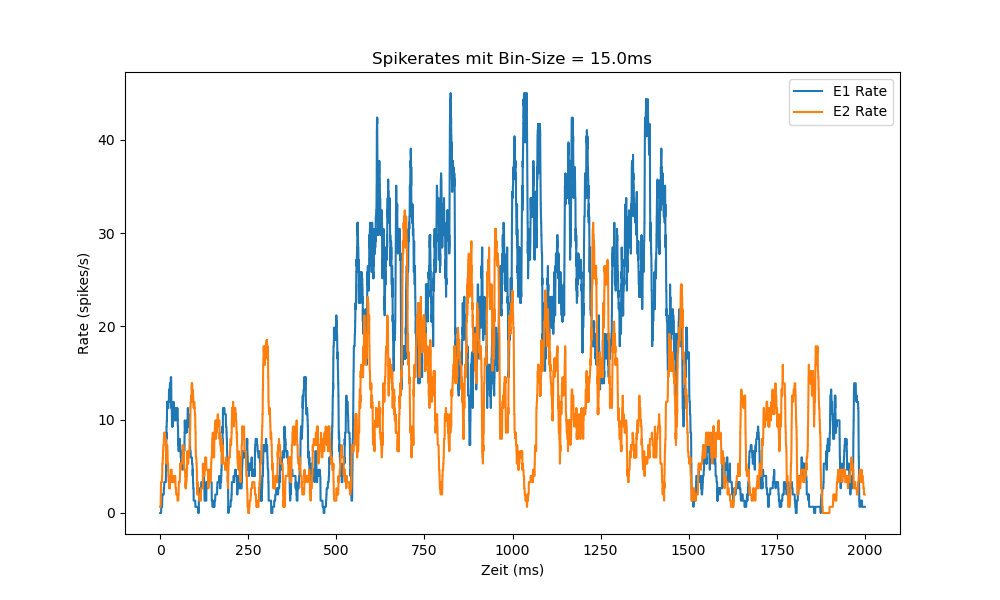 Spikerates mit Bin-Size = 15.0ms
E1 Rate
E2 Rate
Rate (spikes/s)
40
30
20
10
0
0 250 500 750 1000 1250 1500 1750 2000
Zeit (ms)